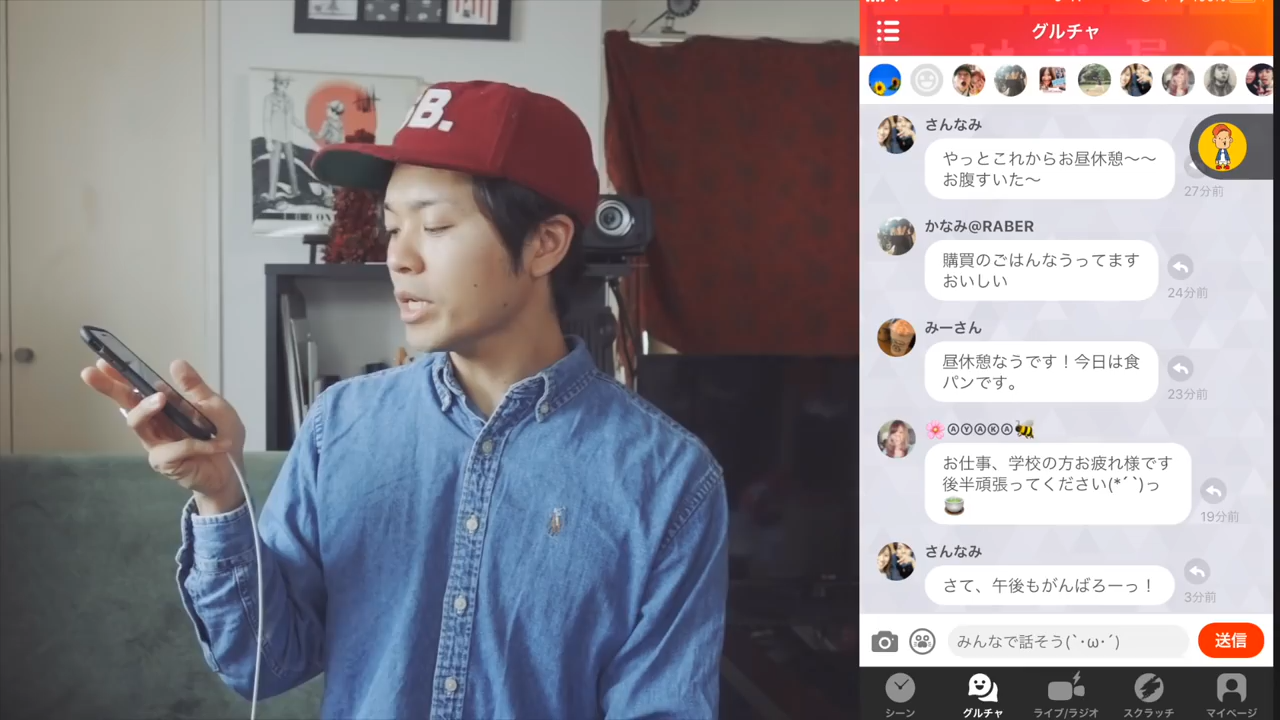 B.
グルチャ
さんなみ
やっとこれからお昼休憩〜〜
お腹すいた〜
27分前
かなみ@RABER
購買のごはんなうってます
おいしい
24分前
みーさん
昼休憩なうです！今日は食
パンです。
23分前
🌸ⒶⓎⒶⓀⒶ🐝
お仕事、学校の方お疲れ様です
後半頑張ってください(*´`)っ
🍵
19分前
さんなみ
さて、午後もがんばろーっ！
3分前
みんなで話そう(`･ω･´)
送信
シーン
グルチャ
ライブ/ラジオ
スクラッチ
マイページ